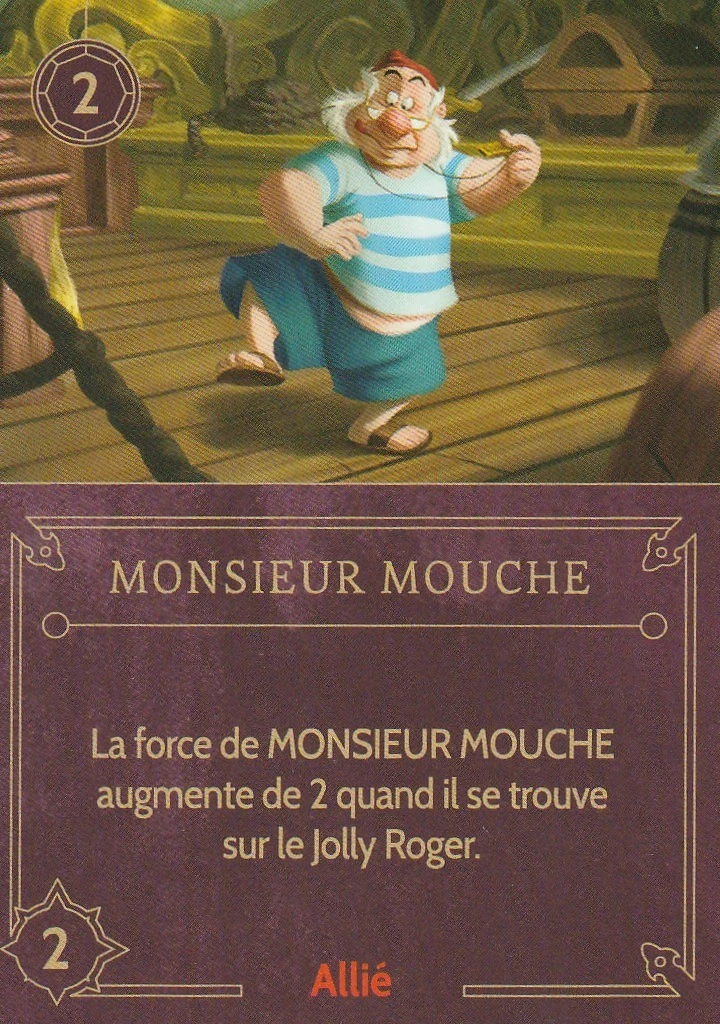 2
MONSIEUR MOUCHE
La force de MONSIEUR MOUCHE
augmente de 2 quand il se trouve
sur le Jolly Roger.
2
Allié